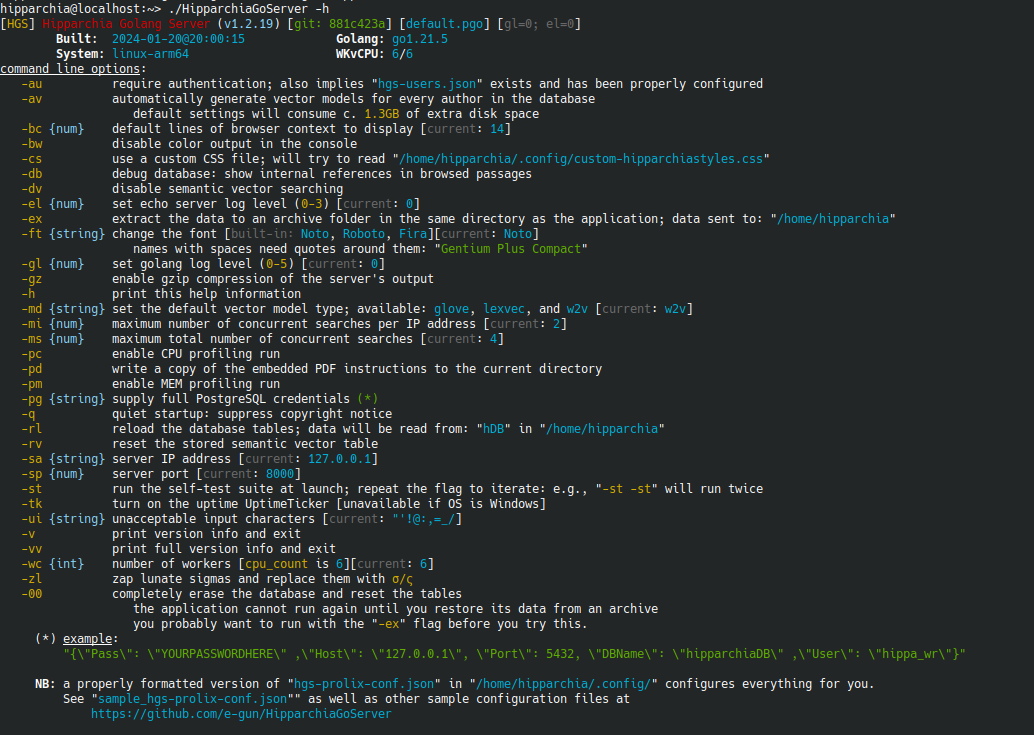 hipparchia@localhost:~> ./HipparchiaGoServer -h
[HGS] Hipparchia Golang Server (v1.2.19) [git: 881c423a] [default.pgo] [gl=0; el=0]
Built: 2024-01-20@20:00:15 Golang: go1.21.5
System: linux-arm64 WKvCPU: 6/6
command line options:
-au require authentication; also implies "hgs-users.json" exists and has been properly configured
-av automatically generate vector models for every author in the database
default settings will consume c. 1.3GB of extra disk space
-bc {num} default lines of browser context to display [current: 14]
-bw disable color output in the console
-cs use a custom CSS file; will try to read "/home/hipparchia/.config/custom-hipparchiastyles.css"
-db debug database: show internal references in browsed passages
-dv disable semantic vector searching
-el {num} set echo server log level (0-3) [current: 0]
-ex extract the data to an archive folder in the same directory as the application; data sent to: "/home/hipparchia"
-ft {string} change the font [built-in: Noto, Roboto, Fira][current: Noto]
names with spaces need quotes around them: "Gentium Plus Compact"
-gl {num} set golang log level (0-5) [current: 0]
-gz enable gzip compression of the server's output
-h print this help information
-md {string} set the default vector model type; available: glove, lexvec, and w2v [current: w2v]
-mi {num} maximum number of concurrent searches per IP address [current: 2]
-ms {num} maximum total number of concurrent searches [current: 4]
-pc enable CPU profiling run
-pd write a copy of the embedded PDF instructions to the current directory
-pm enable MEM profiling run
-pg {string} supply full PostgreSQL credentials (*)
-q quiet startup: suppress copyright notice
-rl reload the database tables; data will be read from: "hDB" in "/home/hipparchia"
-rv reset the stored semantic vector table
-sa {string} server IP address [current: 127.0.0.1]
-sp {num} server port [current: 8000]
-st run the self-test suite at launch; repeat the flag to iterate: e.g., "-st -st" will run twice
-tk turn on the uptime UptimeTicker [unavailable if OS is Windows]
-ui {string} unacceptable input characters [current: "'!@:,=_/]
-v print version info and exit
-vv print full version info and exit
-wc {int} number of workers [cpu_count is 6][current: 6]
-zl zap lunate sigmas and replace them with σ/ς
-00 completely erase the database and reset the tables
the application cannot run again until you restore its data from an archive
you probably want to run with the "-ex" flag before you try this.
(*) example:
"{\"Pass\": \"YOURPASSWORDHERE\" ,\"Host\": \"127.0.0.1\", \"Port\": 5432, \"DBName\": \"hipparchiaDB\" ,\"User\": \"hippa_wr\"}"
NB: a properly formatted version of "hgs-prolix-conf.json" in "/home/hipparchia/.config/" configures everything for you.
See "sample_hgs-prolix-conf.json"" as well as other sample configuration files at
https://github.com/e-gun/HipparchiaGoServer